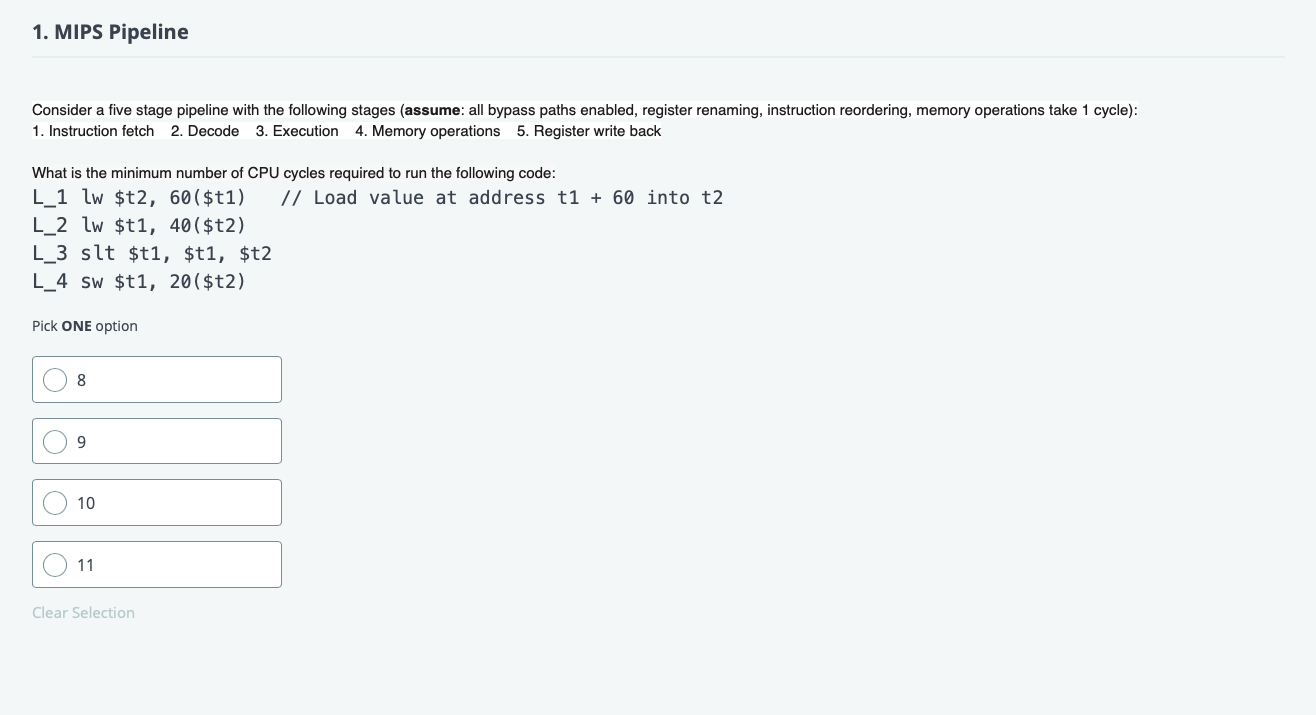 1. MIPS Pipeline
Consider a five stage pipeline with the following stages (assume: all bypass paths enabled, register renaming, instruction reordering, memory operations take 1 cycle):
1. Instruction fetch 2. Decode 3. Execution 4. Memory operations 5. Register write back
What is the minimum number of CPU cycles required to run the following code:
L_1 lw $t2, 60($t1) // Load value at address t1 + 60 into t2
L_2 lw $t1, 40($t2)
L_3 slt $t1, $t1, $t2
L_4 sw $t1, 20($t2)
Pick ONE option
8
9
10
11
Clear Selection